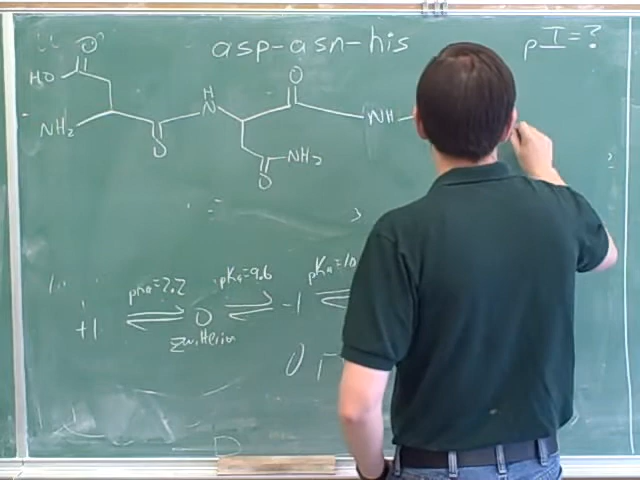 asp-asn-his
pI=?
O
HO
NH₂
O
H
N
O
O
NH₂
NH
pka=2.2
pKa=9.6
pKa=10
+1
0
-1
zwitterion